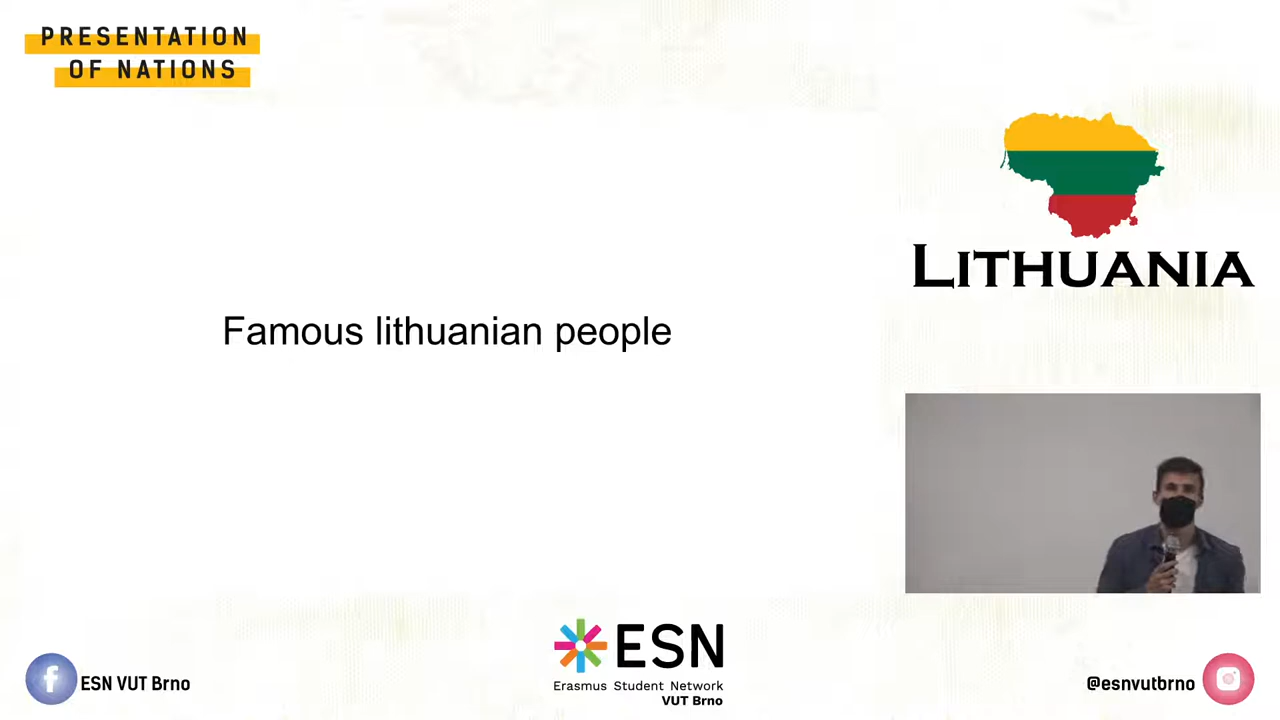 PRESENTATION
OF NATIONS
LITHUANIA
Famous lithuanian people
ESN
Erasmus Student Network
VUT Brno
ESN VUT Brno
@esnvutbrno